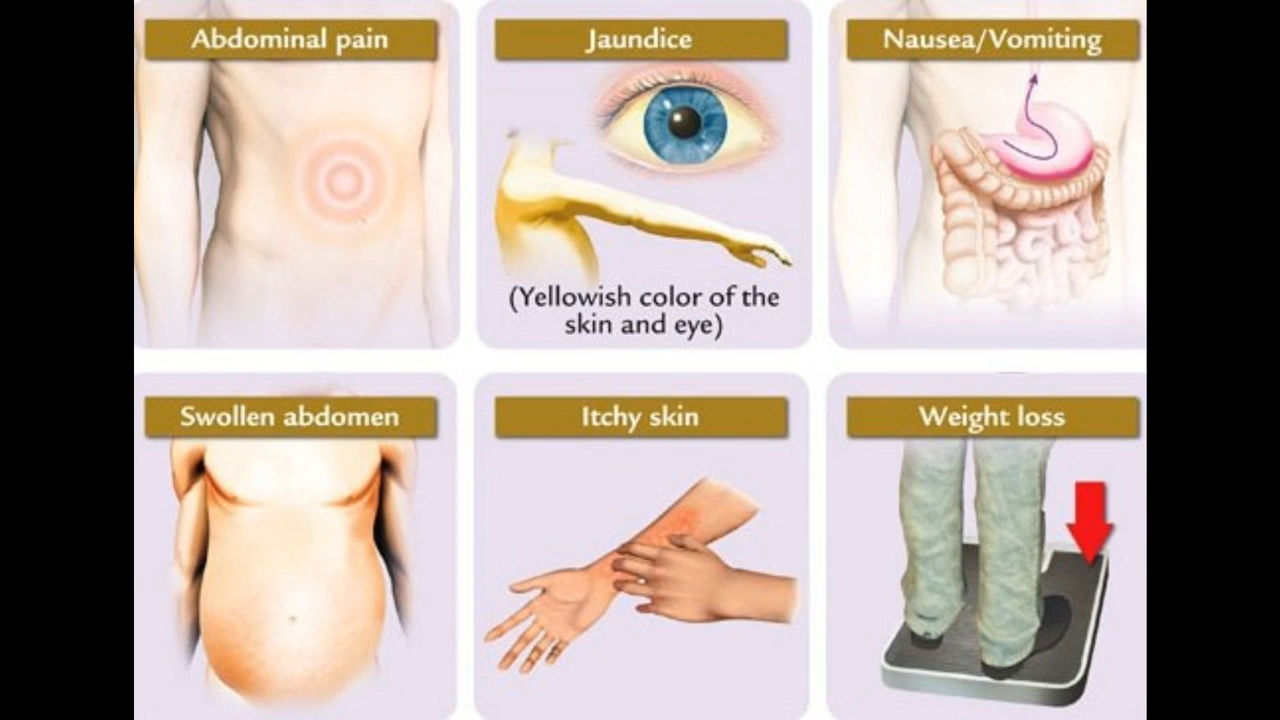 Abdominal pain
Jaundice
Nausea/Vomiting
(Yellowish color of the
skin and eye)
Swollen abdomen
Itchy skin
Weight loss